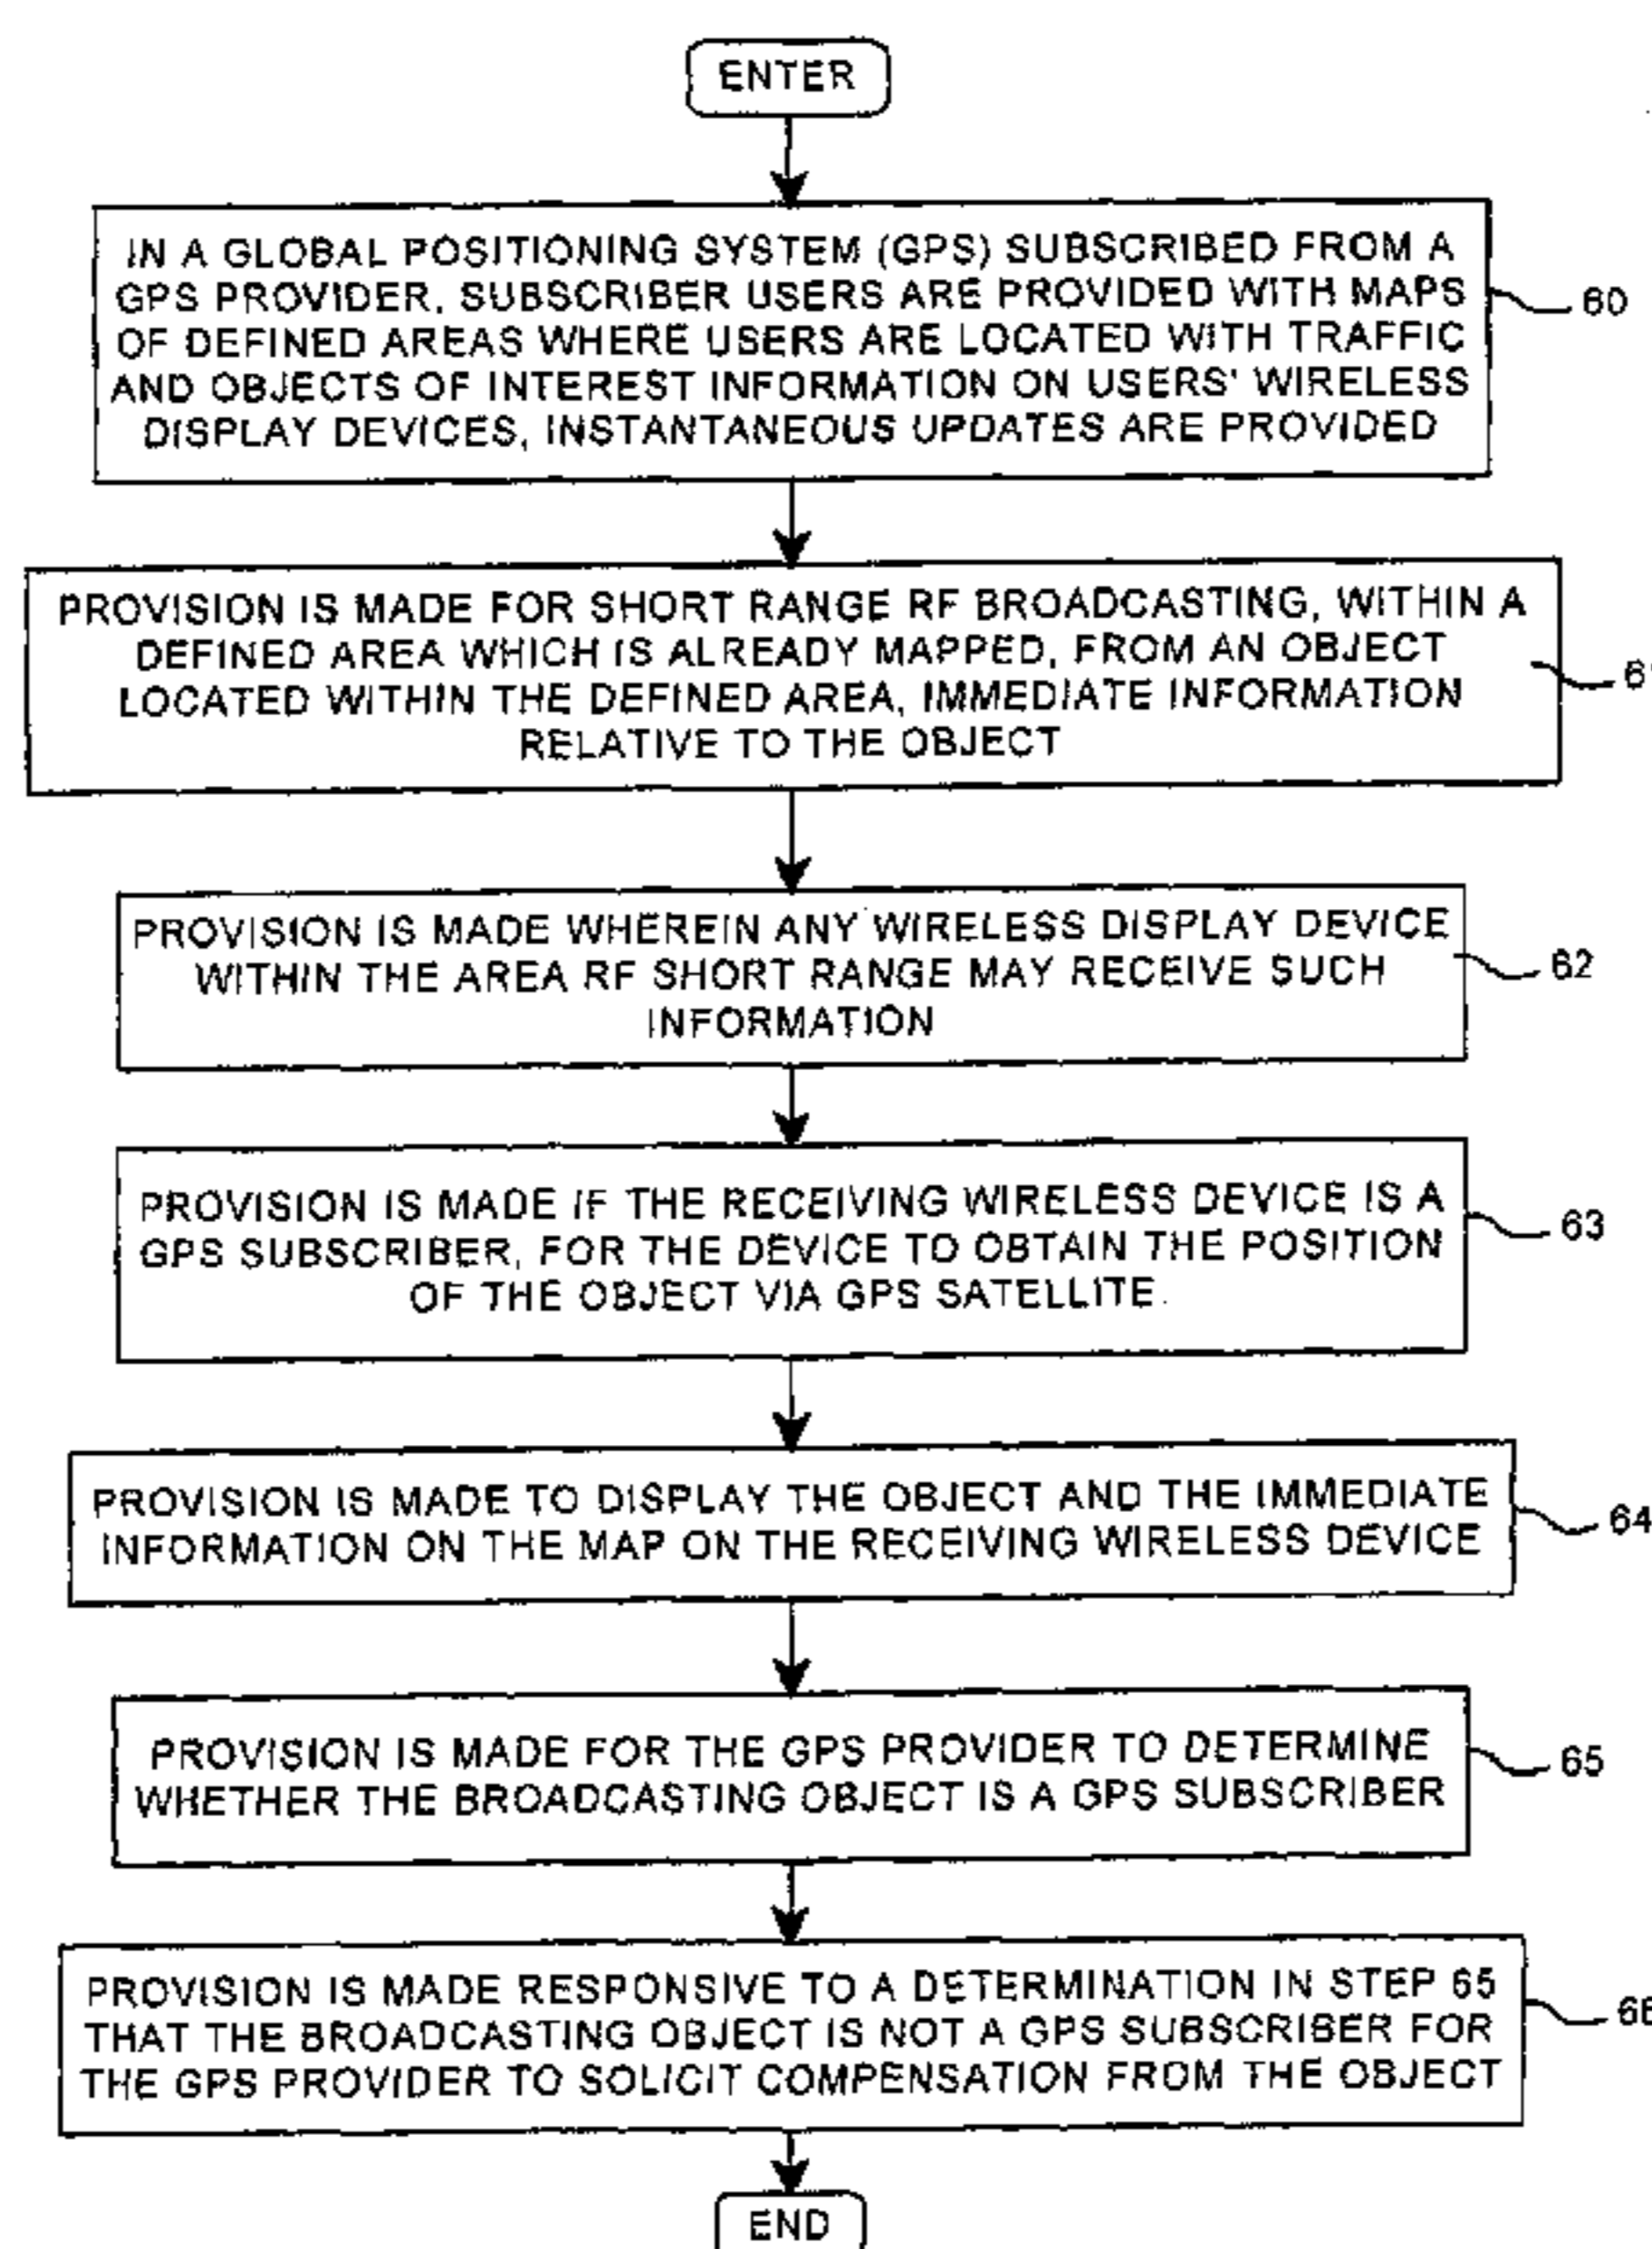 ENTER
IN A GLOBAL POSITIONING SYSTEM (GPS) SUBSCRIBED FROM A
GPS PROVIDER, SUBSCRIBER USERS ARE PROVIDED WITH MAPS
OF DEFINED AREAS WHERE USERS ARE LOCATED WITH TRAFFIC
AND OBJECTS OF INTEREST INFORMATION ON USERS' WIRELESS
DISPLAY DEVICES, INSTANTANEOUS UPDATES ARE PROVIDED
60
PROVISION IS MADE FOR SHORT RANGE RF BROADCASTING, WITHIN A
DEFINED AREA WHICH IS ALREADY MAPPED, FROM AN OBJECT
LOCATED WITHIN THE DEFINED AREA, IMMEDIATE INFORMATION
RELATIVE TO THE OBJECT
61
PROVISION IS MADE WHEREIN ANY WIRELESS DISPLAY DEVICE
WITHIN THE AREA RF SHORT RANGE MAY RECEIVE SUCH
INFORMATION
62
PROVISION IS MADE IF THE RECEIVING WIRELESS DEVICE IS A
GPS SUBSCRIBER, FOR THE DEVICE TO OBTAIN THE POSITION
OF THE OBJECT VIA GPS SATELLITE.
63
PROVISION IS MADE TO DISPLAY THE OBJECT AND THE IMMEDIATE
INFORMATION ON THE MAP ON THE RECEIVING WIRELESS DEVICE
64
PROVISION IS MADE FOR THE GPS PROVIDER TO DETERMINE
WHETHER THE BROADCASTING OBJECT IS A GPS SUBSCRIBER
65
PROVISION IS MADE RESPONSIVE TO A DETERMINATION IN STEP 65
THAT THE BROADCASTING OBJECT IS NOT A GPS SUBSCRIBER FOR
THE GPS PROVIDER TO SOLICIT COMPENSATION FROM THE OBJECT
66
END